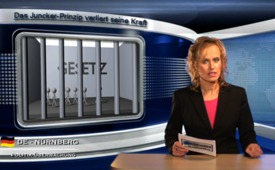 Das Juncker-Prinzip verliert seine Kraft
GESETZ
DE - NÜRNBERG